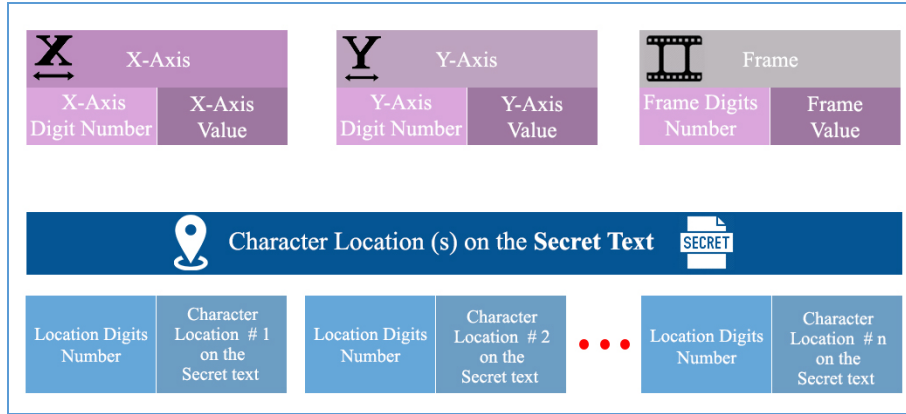 X
X-Axis
X-Axis
Digit Number
X-Axis
Value
Y
Y-Axis
Y-Axis
Digit Number
Y-Axis
Value
Frame
Frame Digits
Number
Frame
Value
Character Location (s) on the Secret Text
SECRET
Location Digits
Number
Character
Location # 1
on the
Secret text
Location Digits
Number
Character
Location # 2
on the
Secret text
Location Digits
Number
Character
Location # n
on the
Secret text